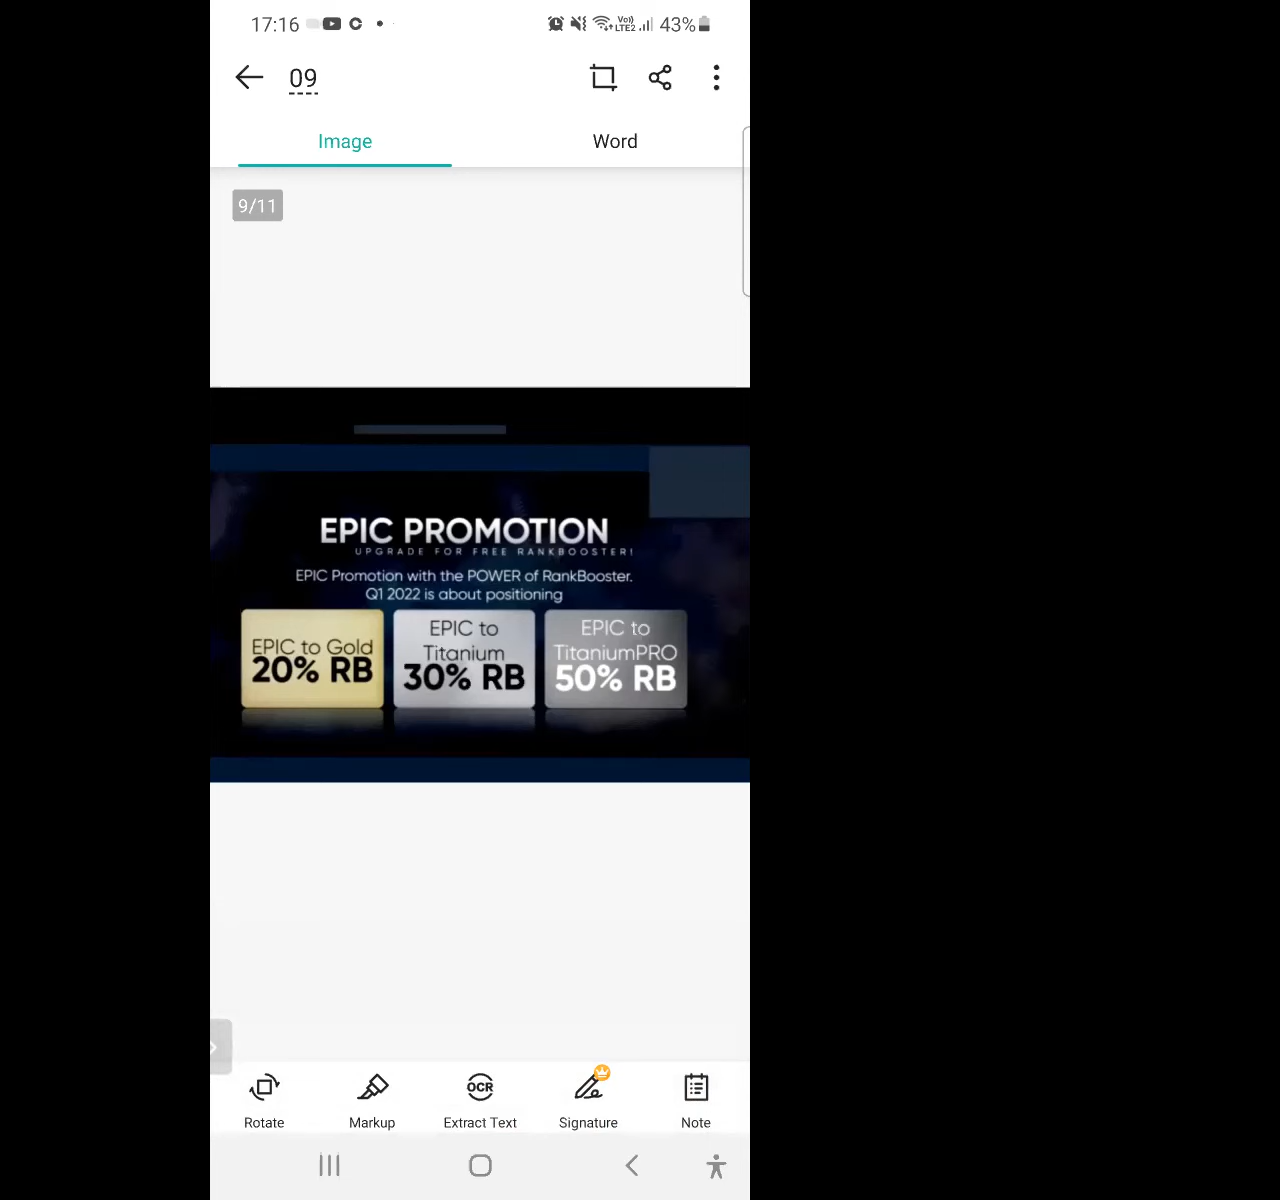 17:16
Vo))
LTE2
43%
09
Image
Word
9/11
EPIC PROMOTION
UPGRADE FOR FREE RANKBOOSTER!
EPIC Promotion with the POWER of RankBooster.
Q1 2022 is about positioning
EPIC to Gold
20% RB
EPIC to
Titanium
30% RB
EPIC to
TitaniumPRO
50% RB
OCR
Rotate
Markup
Extract Text
Signature
Note